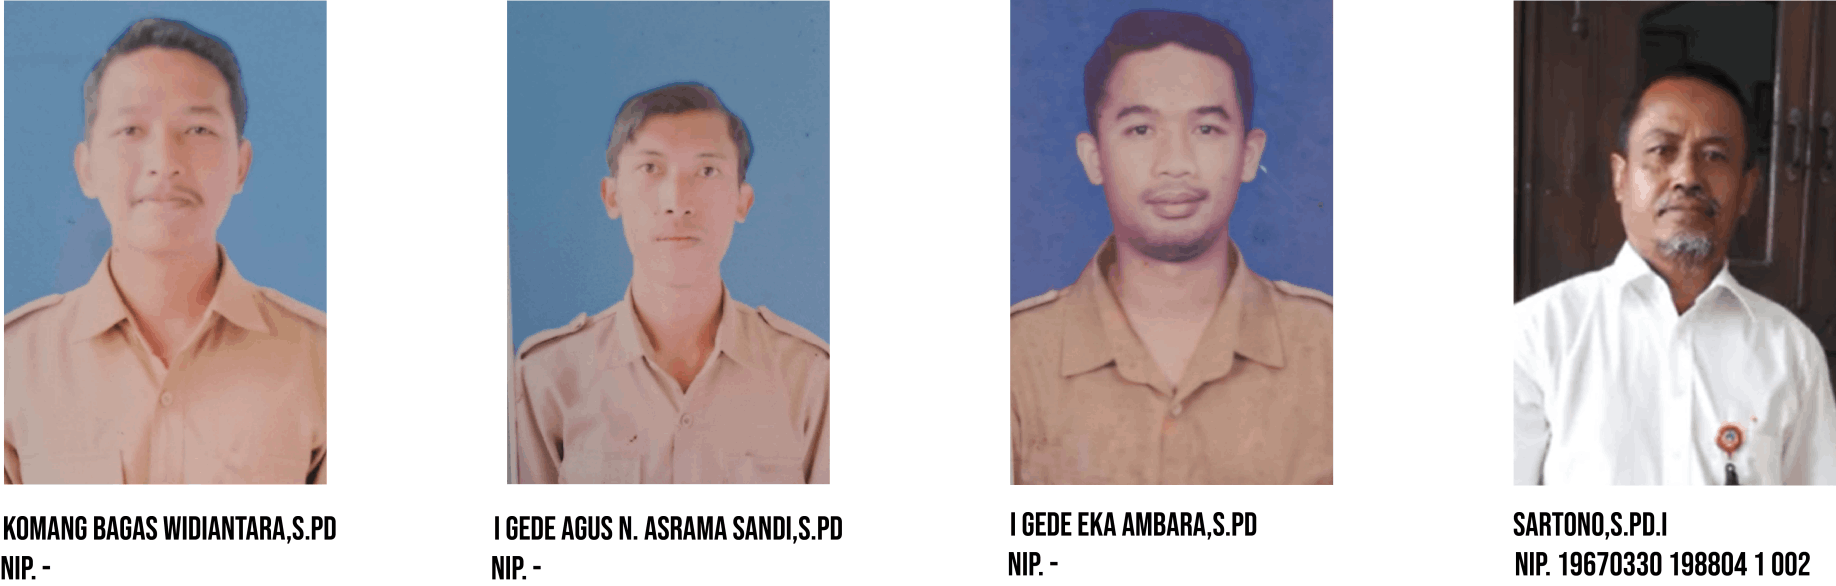 KOMANG BAGAS WIDIANTARA,S.PD
NIP. -
I GEDE AGUS N. ASRAMA SANDI,S.PD
NIP. -
I GEDE EKA AMBARA,S.PD
NIP. -
SARTONO,S.PD.I
NIP. 19670330 198804 1 002